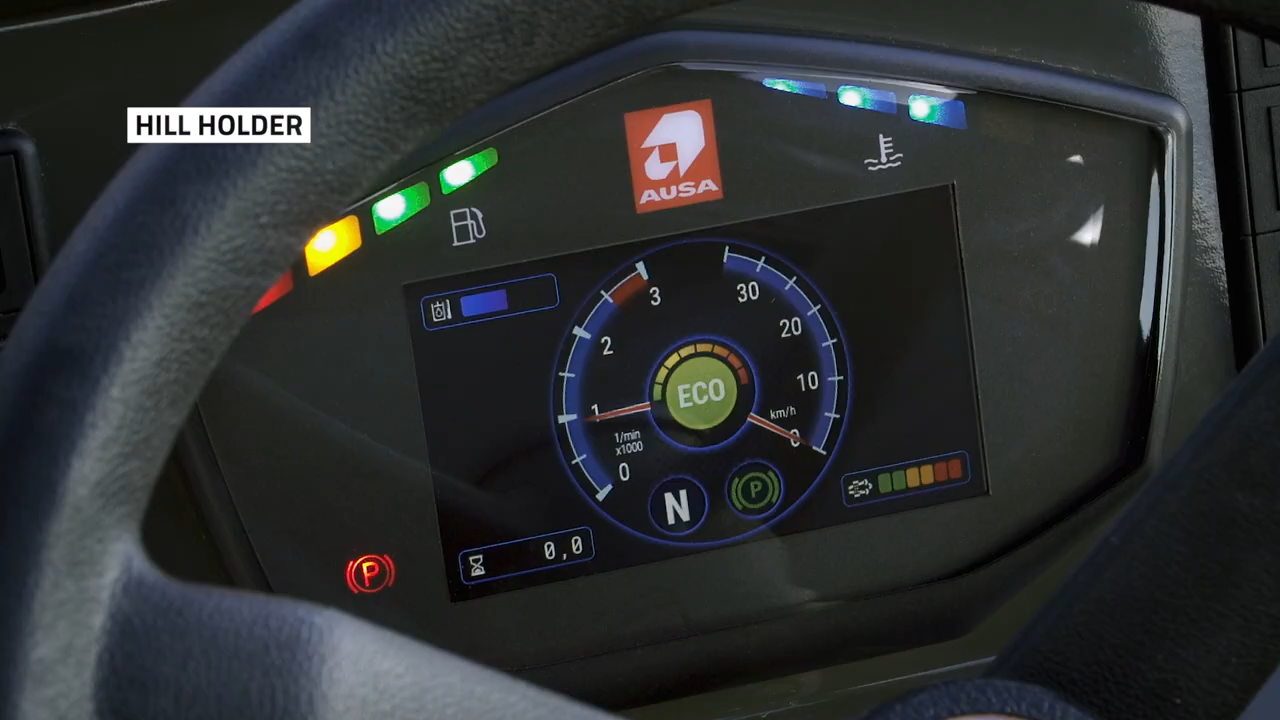 HILL HOLDER
AUSA
3
30
2
20
1
10
ECO
1/min
x1000
km/h
0
0
N
P
0,0
P